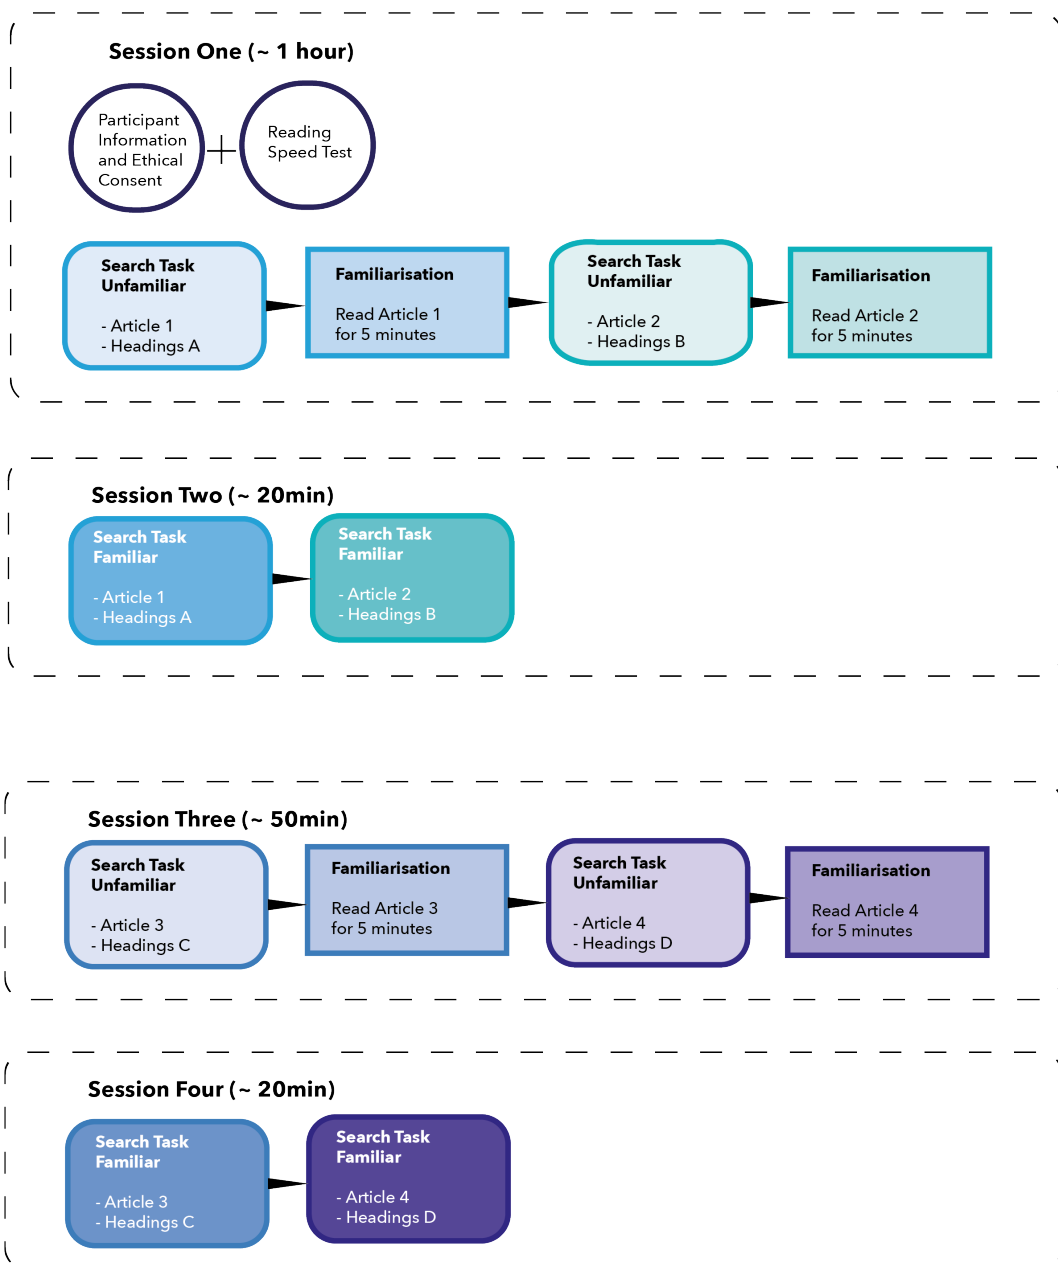 Session One (~ 1 hour)
Participant
Information
and Ethical
Consent
Reading
Speed Test
Search Task
Unfamiliar
- Article 1
- Headings A
Familiarisation
Read Article 1
for 5 minutes
Search Task
Unfamiliar
- Article 2
- Headings B
Familiarisation
Read Article 2
for 5 minutes
Session Two (~ 20min)
Search Task
Familiar
- Article 1
- Headings A
Search Task
Familiar
- Article 2
- Headings B
Session Three (~ 50min)
Search Task
Unfamiliar
- Article 3
- Headings C
Familiarisation
Read Article 3
for 5 minutes
Search Task
Unfamiliar
- Article 4
- Headings D
Familiarisation
Read Article 4
for 5 minutes
Session Four (~ 20min)
Search Task
Familiar
- Article 3
- Headings C
Search Task
Familiar
- Article 4
- Headings D